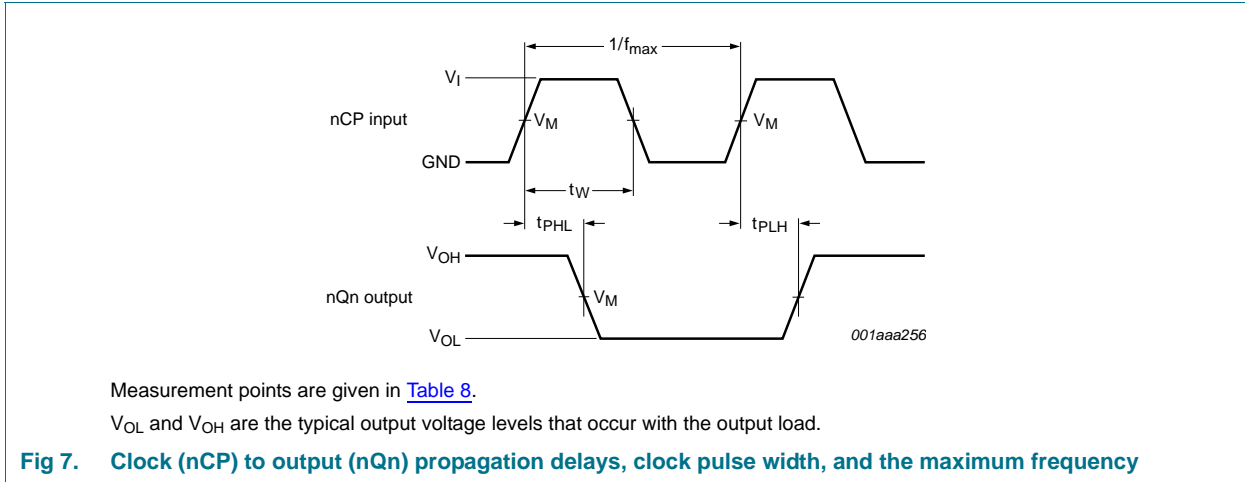 1/fmax
VI
nCP input
VM
VM
GND
tW
tPHL
tPLH
VOH
nQn output
VM
VOL
001aaa256
Measurement points are given in Table 8.
VOL and VOH are the typical output voltage levels that occur with the output load.
Fig 7. Clock (nCP) to output (nQn) propagation delays, clock pulse width, and the maximum frequency